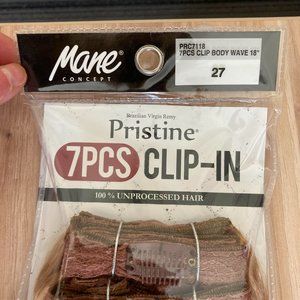 Mane®
CONCEPT
PRC7118
7PCS CLIP BODY WAVE 18"
27
Brazilian Virgin Remy
Pristine®
7PCS CLIP-IN
100% UNPROCESSED HAIR